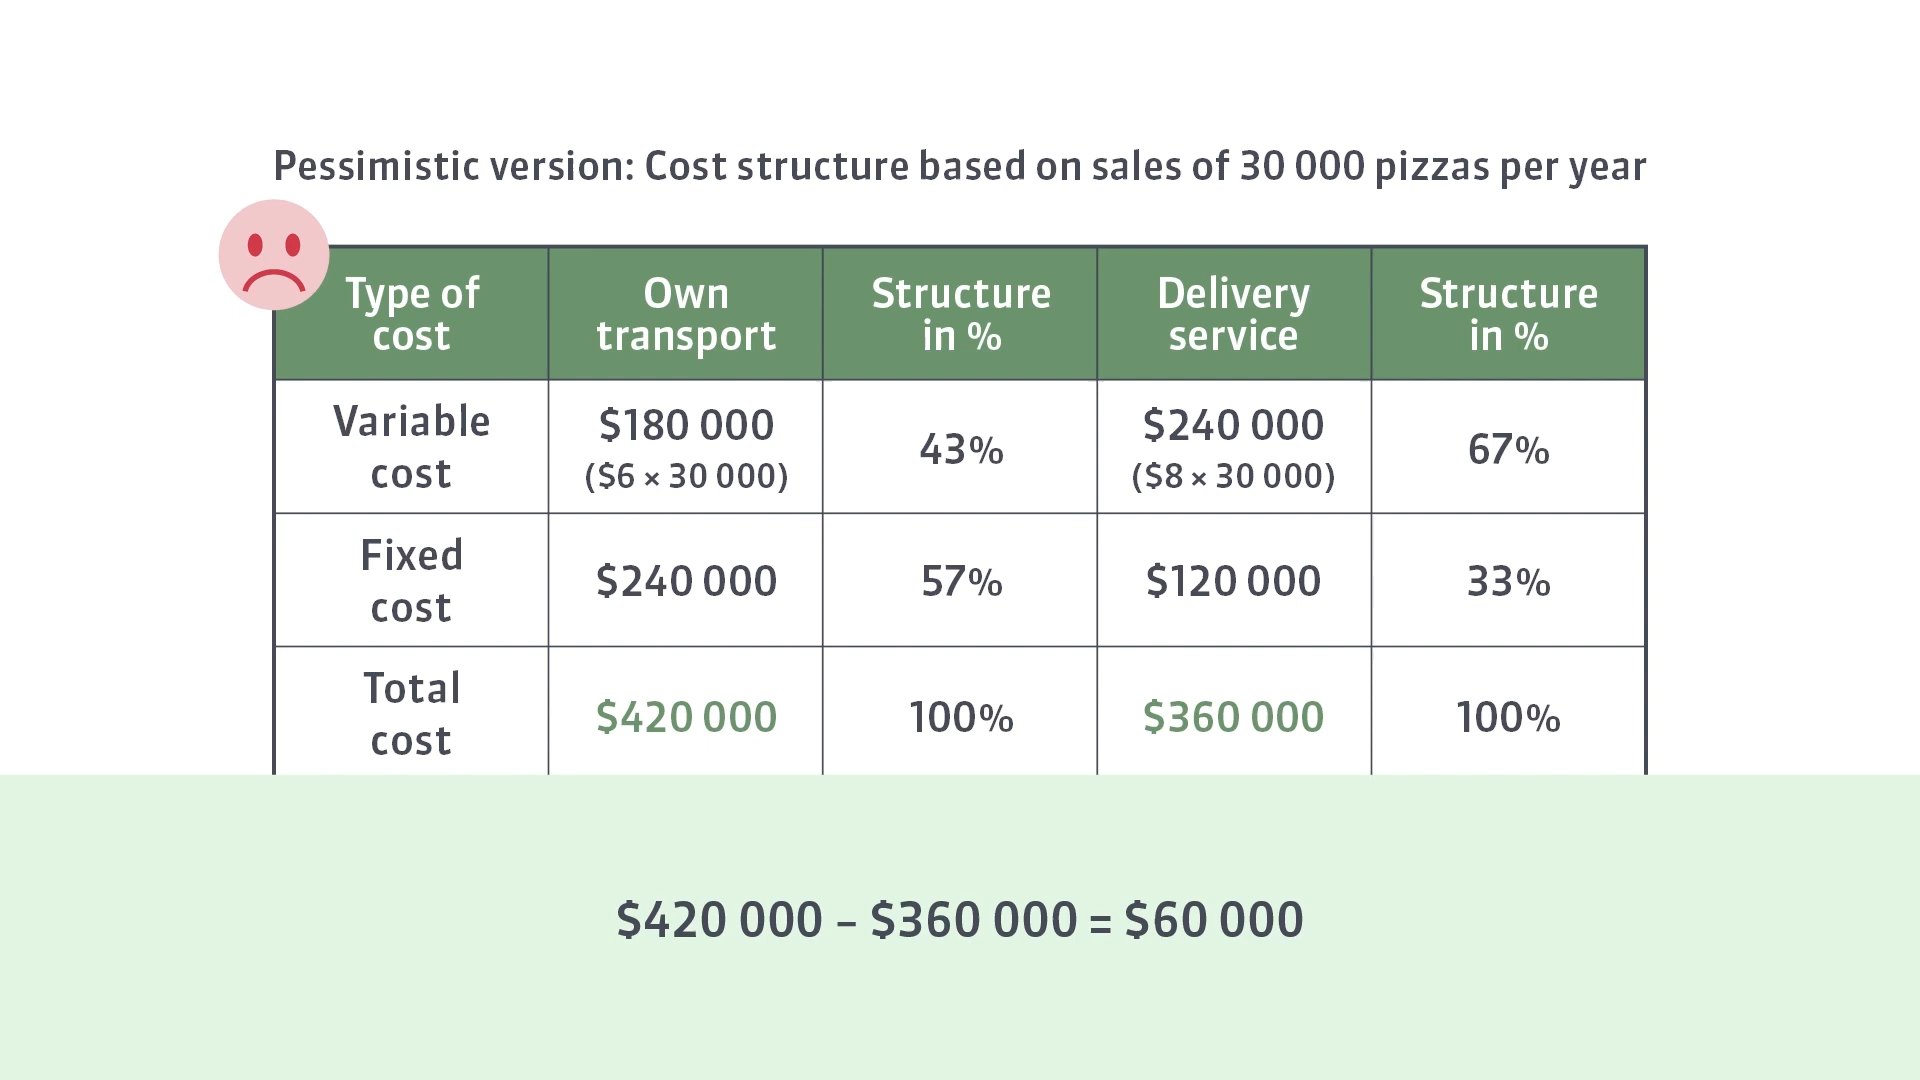 Pessimistic version: Cost structure based on sales of 30 000 pizzas per year
Type of
cost
Own
transport
Structure
in %
Delivery
service
Structure
in %
Variable
cost
$180 000
($6 × 30 000)
43%
$240 000
($8 × 30 000)
67%
Fixed
cost
$240 000
57%
$120 000
33%
Total
cost
$420 000
100%
$360 000
100%
$420 000 – $360 000 = $60 000